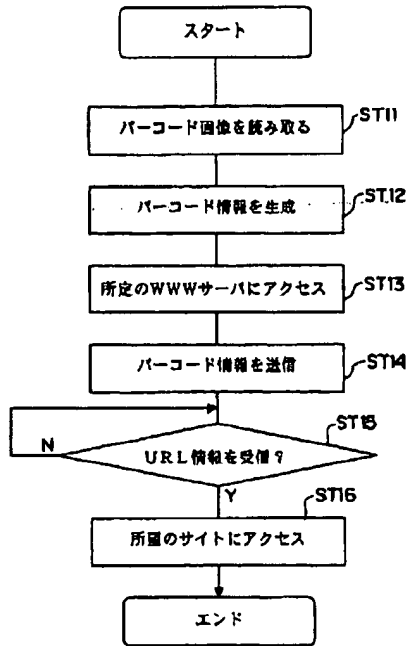 スタート
バーコード画像を読み取る
ST11
バーコード情報を生成
ST12
所定のWWWサーバにアクセス
ST13
バーコード情報を送信
ST14
URL情報を受信?
ST15
N
Y
所望のサイトにアクセス
ST16
エンド